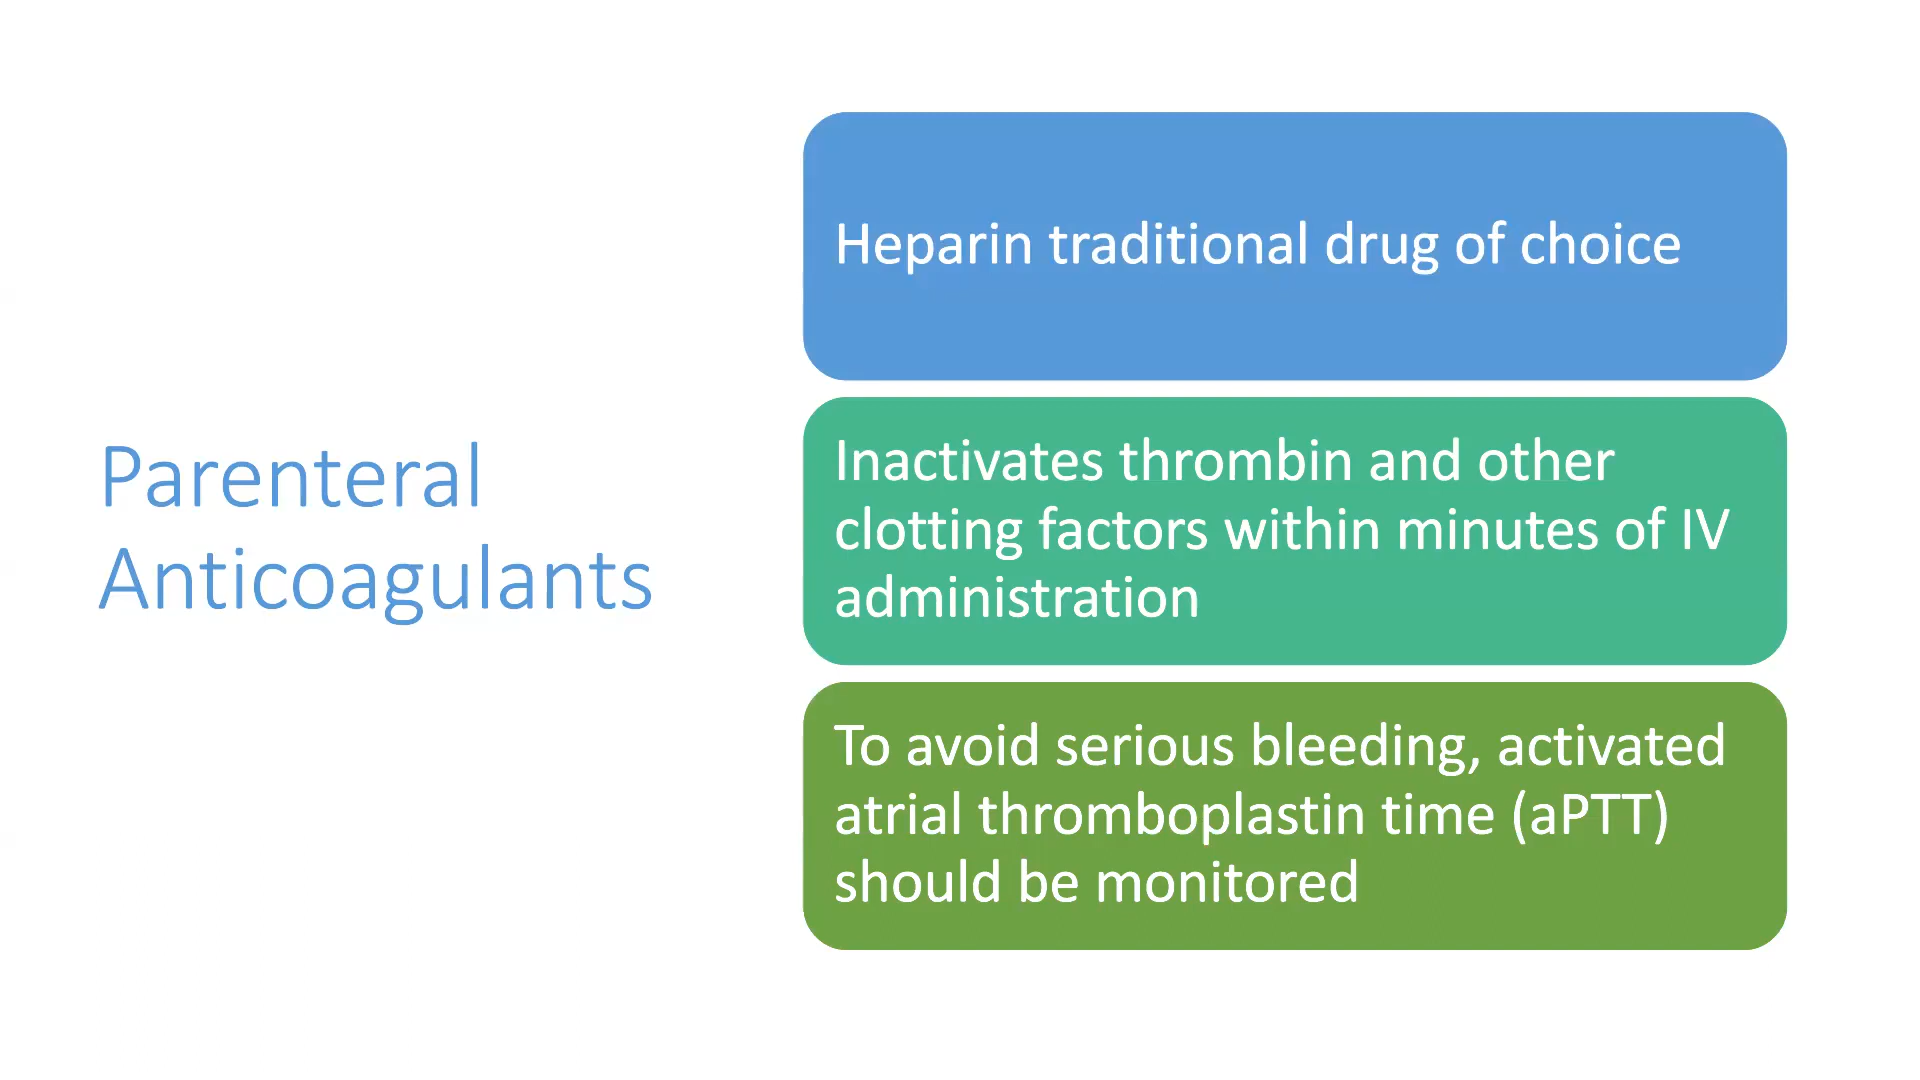 Parenteral
Anticoagulants
Heparin traditional drug of choice
Inactivates thrombin and other
clotting factors within minutes of IV
administration
To avoid serious bleeding, activated
atrial thromboplastin time (aPTT)
should be monitored